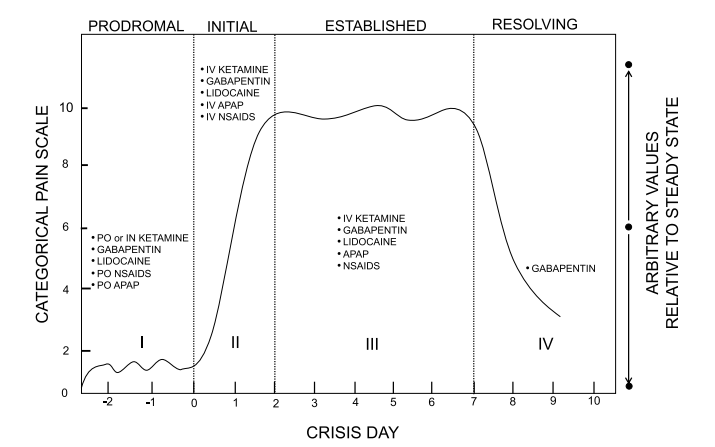 PRODROMAL INITIAL ESTABLISHED RESOLVING
• IV KETAMINE
• GABAPENTIN
• LIDOCAINE
• IV APAP
• IV NSAIDS
• PO or IN KETAMINE
• GABAPENTIN
• LIDOCAINE
• PO NSAIDS
• PO APAP
• IV KETAMINE
• GABAPENTIN
• LIDOCAINE
• APAP
• NSAIDS
• GABAPENTIN
I II III IV
CATEGORICAL PAIN SCALE
10
8
6
4
2
0
-2 -1 0 1 2 3 4 5 6 7 8 9 10
CRISIS DAY
ARBITRARY VALUES
RELATIVE TO STEADY STATE